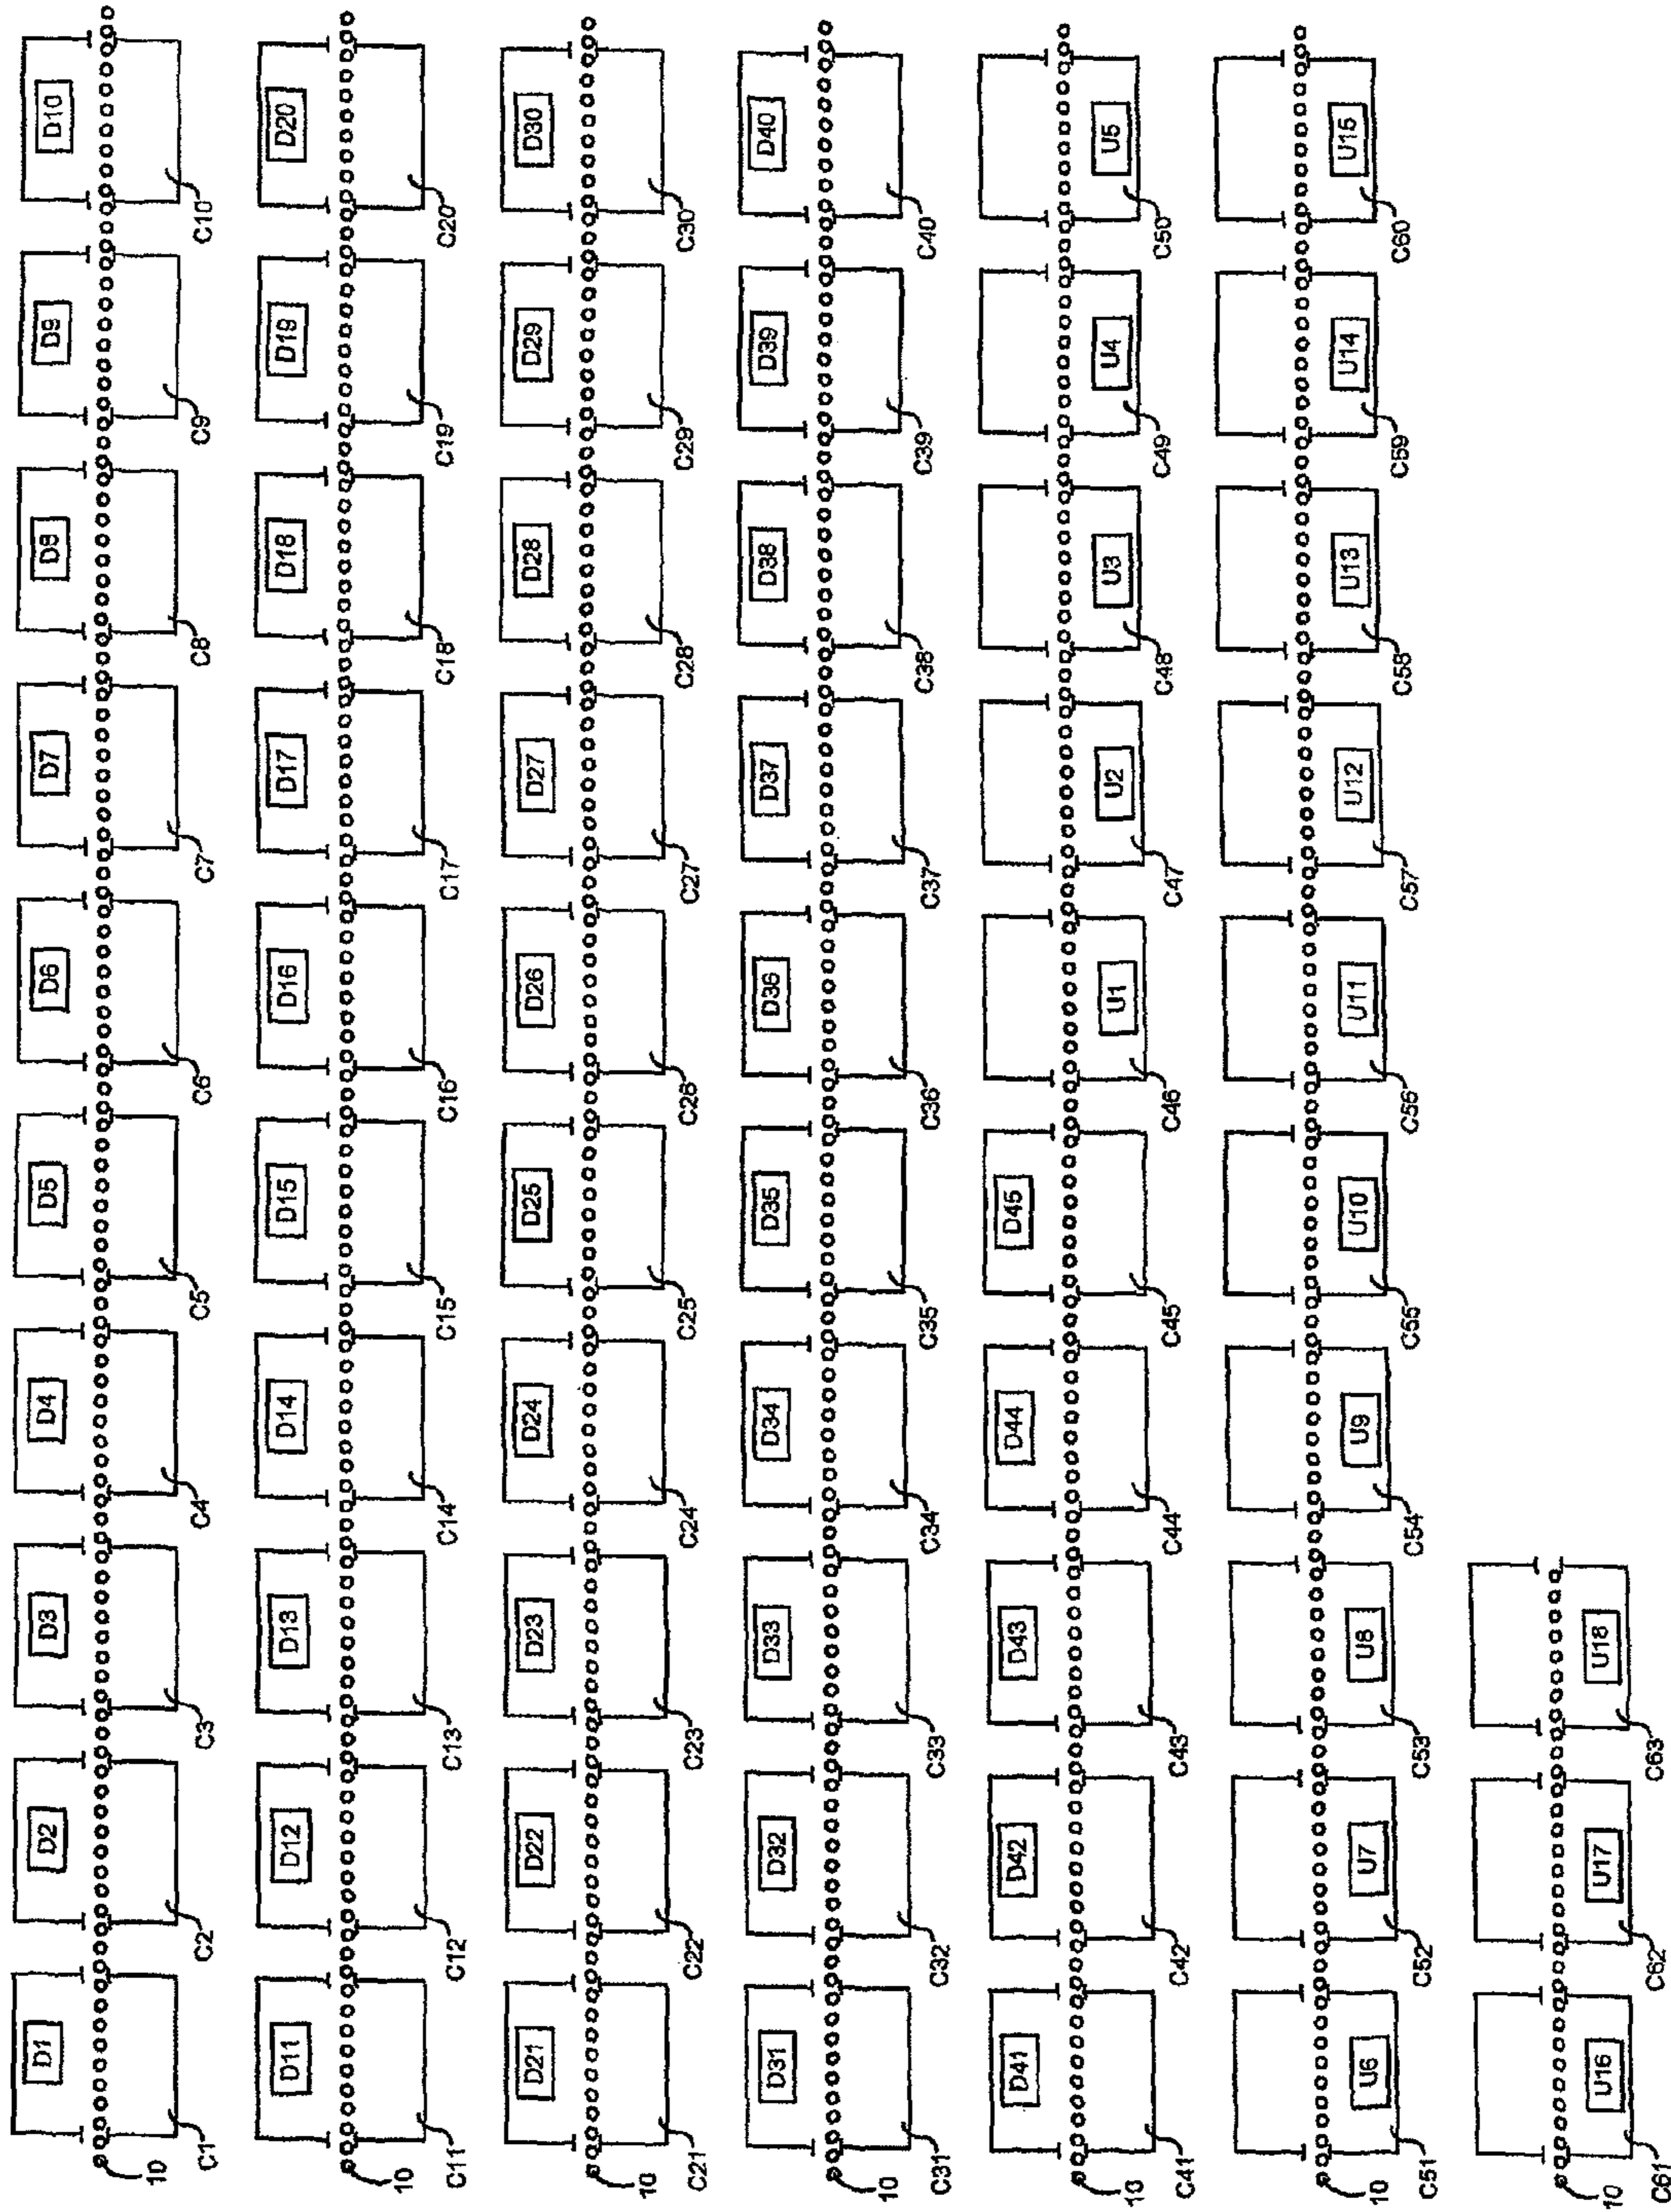 D1 D2 D3 D4 D5 D6 D7 D8 D9 D10
10 C1 C2 C3 C4 C5 C6 C7 C8 C9 C10
D11 D12 D13 D14 D15 D16 D17 D18 D19 D20
10 C11 C12 C13 C14 C15 C16 C17 C18 C19 C20
D21 D22 D23 D24 D25 D26 D27 D28 D29 D30
10 C21 C22 C23 C24 C25 C26 C27 C28 C29 C30
D31 D32 D33 D34 D35 D36 D37 D38 D39 D40
10 C31 C32 C33 C34 C35 C36 C37 C38 C39 C40
D41 D42 D43 D44 D45
U1 U2 U3 U4 U5
10 C41 C42 C43 C44 C45 C46 C47 C48 C49 C50
U6 U7 U8 U9 U10 U11 U12 U13 U14 U15
10 C51 C52 C53 C54 C55 C56 C57 C58 C59 C60
U16 U17 U18
10 C61 C62 C63